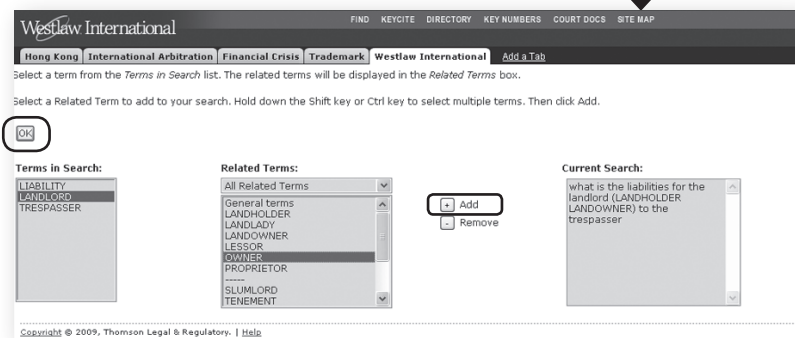 Westlaw International
FIND KEYCITE DIRECTORY KEY NUMBERS COURT DOCS SITE MAP
Hong Kong International Arbitration Financial Crisis Trademark Westlaw International Add a Tab
Select a term from the Terms in Search list. The related terms will be displayed in the Related Terms box.
Select a Related Term to add to your search. Hold down the Shift key or Ctrl key to select multiple terms. Then click Add.
OK
Terms in Search:
LIABILITY
LANDLORD
TRESPASSER
Related Terms:
All Related Terms
General terms
LANDHOLDER
LANDLADY
LANDOWNER
LESSOR
OWNER
PROPRIETOR
-----
SLUMLORD
TENEMENT
+ Add
- Remove
Current Search:
what is the liabilities for the
landlord (LANDHOLDER
LANDOWNER) to the
trespasser
Copyright © 2009, Thomson Legal & Regulatory. | Help